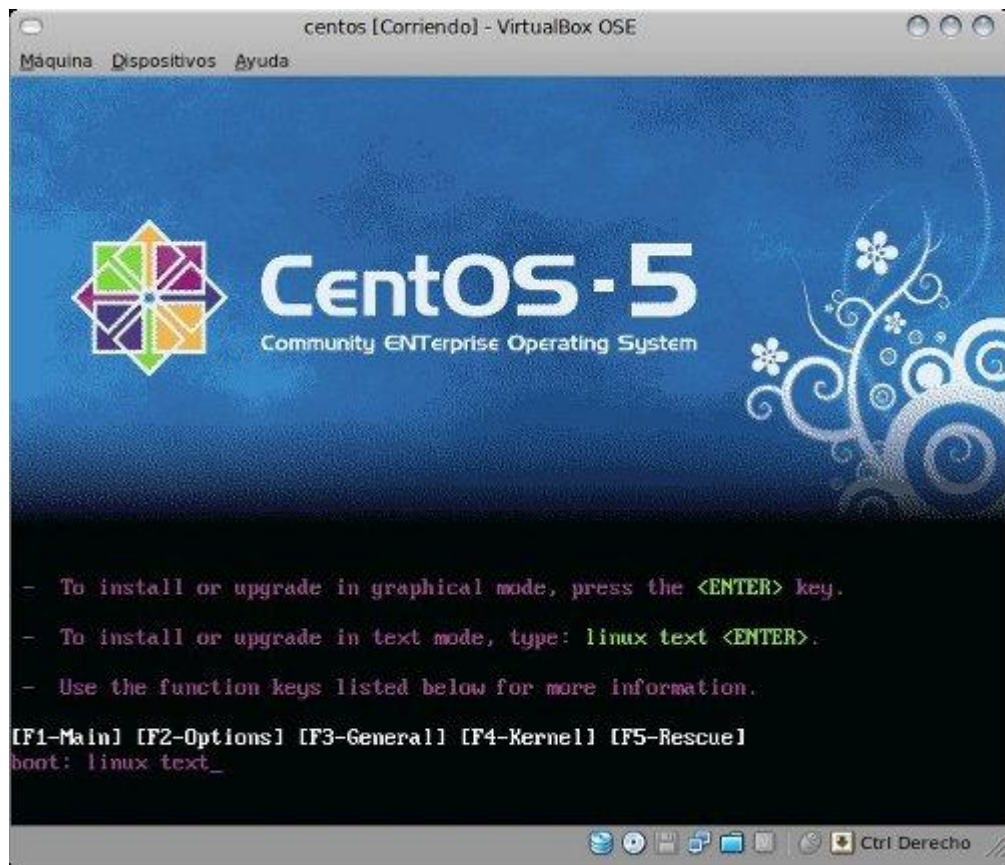 centos [Corriendo] - VirtualBox OSE
Máquina Dispositivos Ayuda
CentOS-5
Community ENTerprise Operating System
- To install or upgrade in graphical mode, press the <ENTER> key.
- To install or upgrade in text mode, type: linux text <ENTER>.
- Use the function keys listed below for more information.
[F1-Main] [F2-Options] [F3-General] [F4-Kernel] [F5-Rescue]
boot: linux text_
Ctrl Derecho